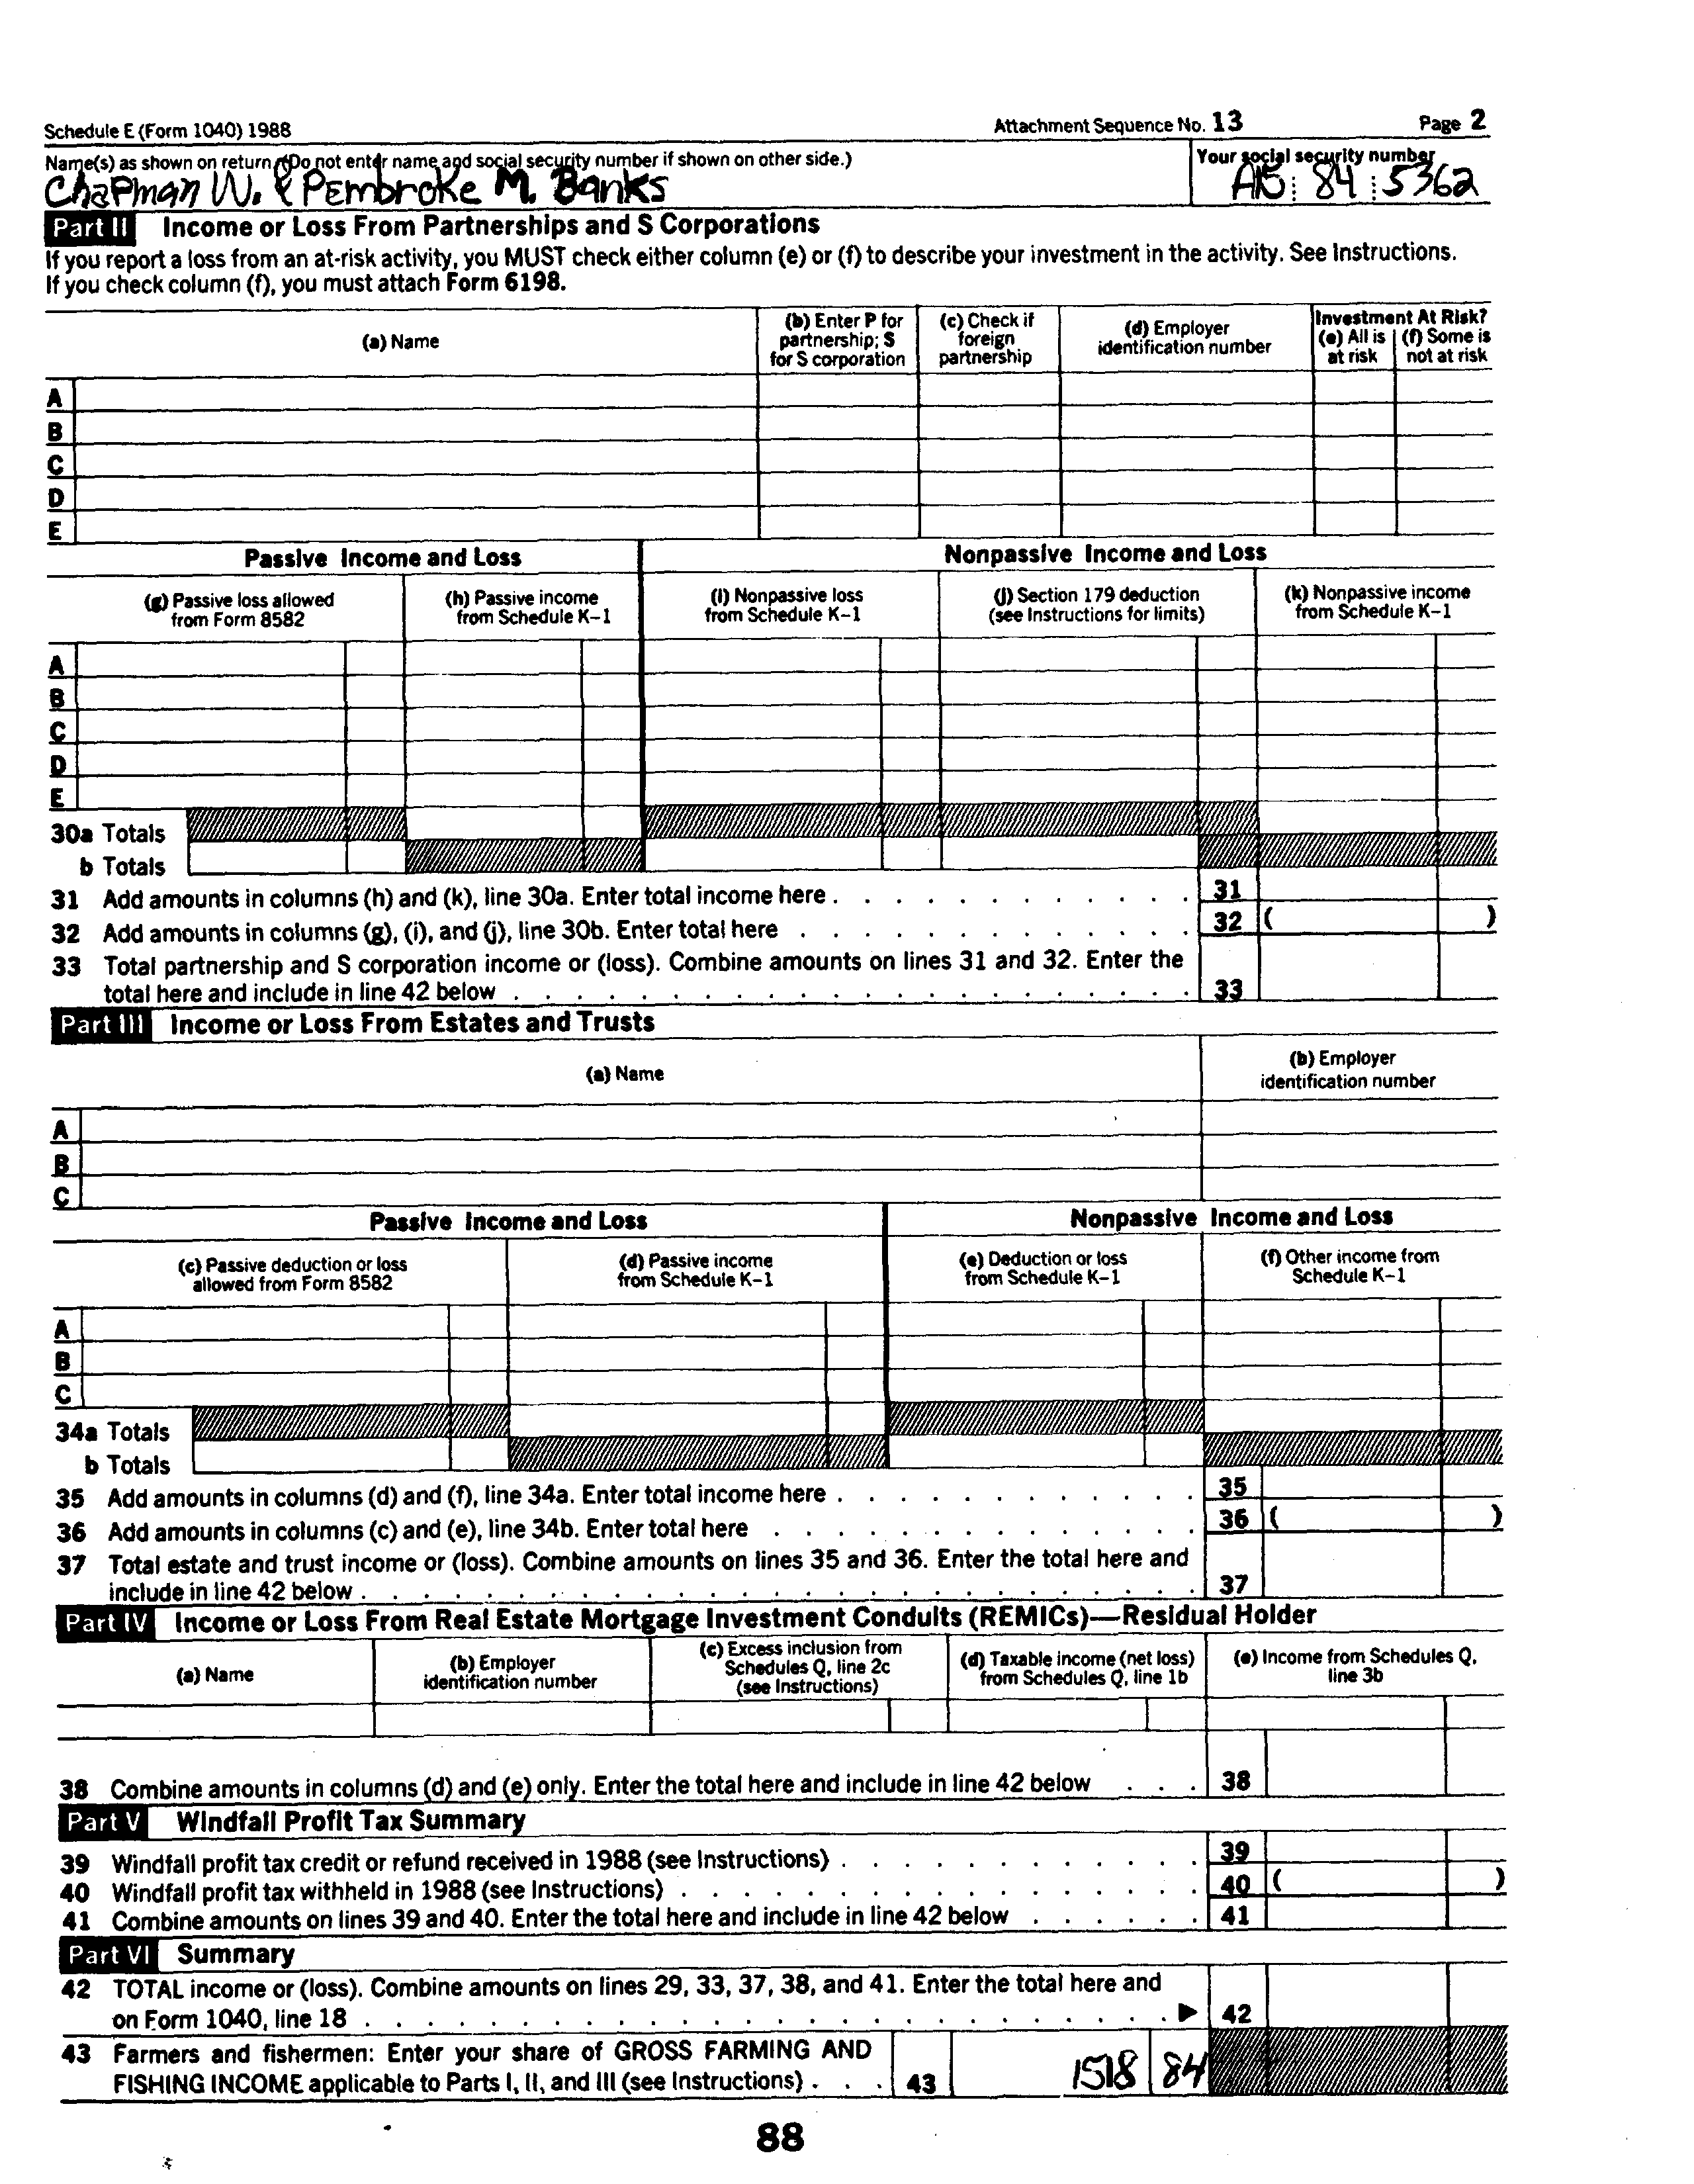 Schedule E (Form 1040) 1988 Attachment Sequence No. 13 Page 2
Name(s) as shown on return. (Do not enter name and social security number if shown on other side.) Your social security number
Chapman W. & Pembroke M. Banks 84 5362
Part II Income or Loss From Partnerships and S Corporations
If you report a loss from an at-risk activity, you MUST check either column (e) or (f) to describe your investment in the activity. See Instructions.
If you check column (f), you must attach Form 6198.
(a) Name
(b) Enter P for partnership; S for S corporation
(c) Check if foreign partnership
(d) Employer identification number
Investment At Risk?
(e) All is at risk
(f) Some is not at risk
A
B
C
D
E
Passive Income and Loss Nonpassive Income and Loss
(g) Passive loss allowed from Form 8582
(h) Passive income from Schedule K-1
(i) Nonpassive loss from Schedule K-1
(j) Section 179 deduction (see Instructions for limits)
(k) Nonpassive income from Schedule K-1
A
B
C
D
E
30a Totals
b Totals
31 Add amounts in columns (h) and (k), line 30a. Enter total income here . . . 31
32 Add amounts in columns (g), (i), and (j), line 30b. Enter total here . . . 32 ( )
33 Total partnership and S corporation income or (loss). Combine amounts on lines 31 and 32. Enter the
total here and include in line 42 below . . . 33
Part III Income or Loss From Estates and Trusts
(a) Name
(b) Employer identification number
A
B
C
Passive Income and Loss Nonpassive Income and Loss
(c) Passive deduction or loss allowed from Form 8582
(d) Passive income from Schedule K-1
(e) Deduction or loss from Schedule K-1
(f) Other income from Schedule K-1
A
B
C
34a Totals
b Totals
35 Add amounts in columns (d) and (f), line 34a. Enter total income here . . . 35
36 Add amounts in columns (c) and (e), line 34b. Enter total here . . . 36 ( )
37 Total estate and trust income or (loss). Combine amounts on lines 35 and 36. Enter the total here and
include in line 42 below . . . 37
Part IV Income or Loss From Real Estate Mortgage Investment Conduits (REMICs)—Residual Holder
(a) Name
(b) Employer identification number
(c) Excess inclusion from Schedules Q, line 2c (see Instructions)
(d) Taxable income (net loss) from Schedules Q, line 1b
(e) Income from Schedules Q, line 3b
38 Combine amounts in columns (d) and (e) only. Enter the total here and include in line 42 below . . . 38
Part V Windfall Profit Tax Summary
39 Windfall profit tax credit or refund received in 1988 (see Instructions) . . . 39
40 Windfall profit tax withheld in 1988 (see Instructions) . . . 40 ( )
41 Combine amounts on lines 39 and 40. Enter the total here and include in line 42 below . . . 41
Part VI Summary
42 TOTAL income or (loss). Combine amounts on lines 29, 33, 37, 38, and 41. Enter the total here and
on Form 1040, line 18 . . . ▶ 42
43 Farmers and fishermen: Enter your share of GROSS FARMING AND
FISHING INCOME applicable to Parts I, II, and III (see Instructions) . . . 43 1518 84
88